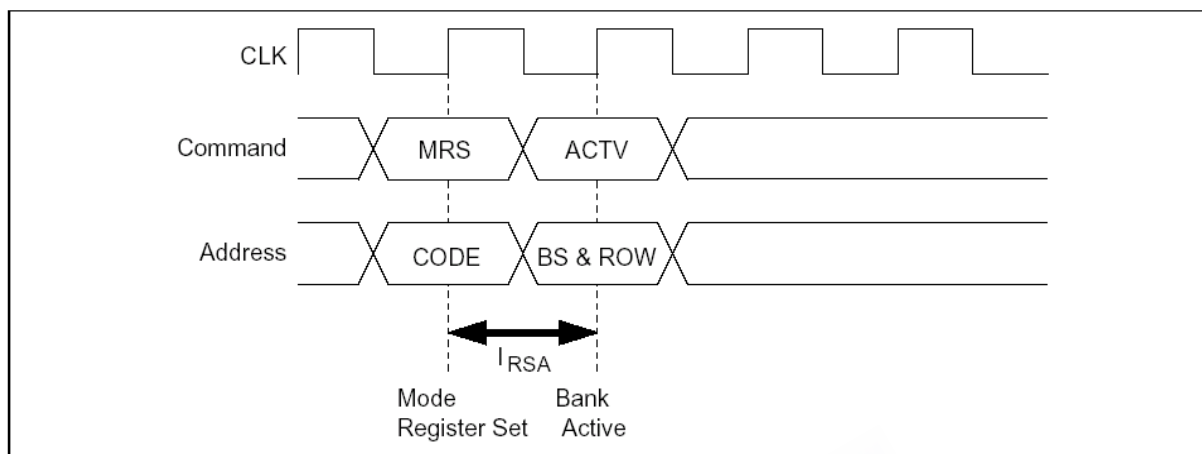 CLK
Command
MRS
ACTV
Address
CODE
BS & ROW
l RSA
Mode
Register Set
Bank
Active